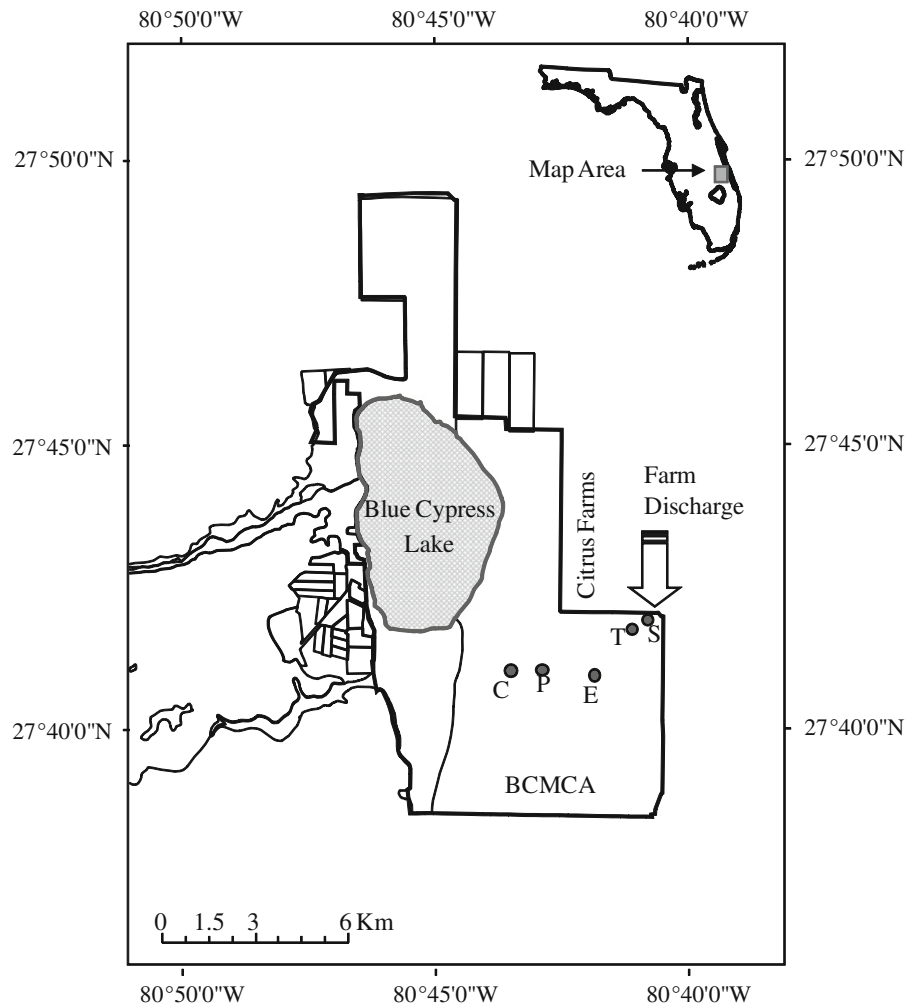 80°50'0"W 80°45'0"W 80°40'0"W
27°50'0"N
27°50'0"N
Map Area
27°45'0"N
27°45'0"N
Blue Cypress
Lake
Citrus Farms
Farm
Discharge
T S
C P E
27°40'0"N
27°40'0"N
BCMCA
0 1.5 3 6 Km
80°50'0"W 80°45'0"W 80°40'0"W